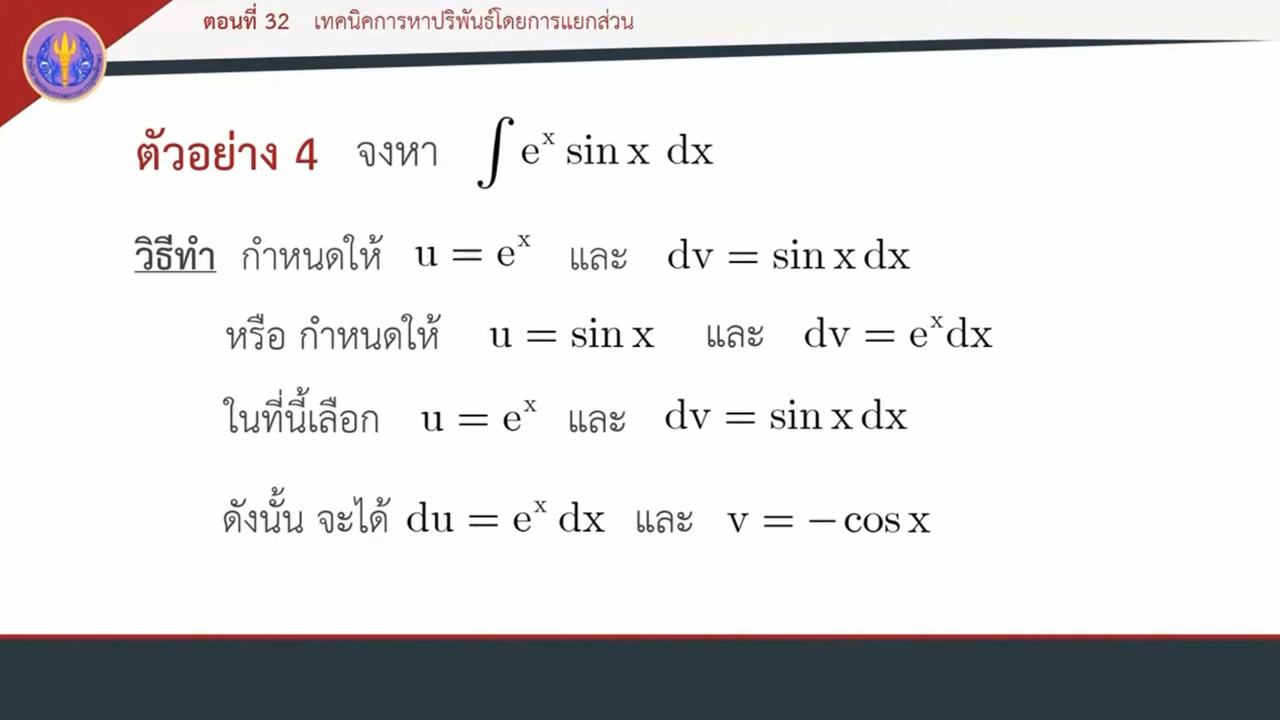 ตอนที่ 32 เทคนิคการหาปริพันธ์โดยการแยกส่วน
ตัวอย่าง 4 จงหา ∫ eˣ sin x dx
วิธีทำ กำหนดให้ u = eˣ และ dv = sin x dx
หรือ กำหนดให้ u = sin x และ dv = eˣdx
ในที่นี้เลือก u = eˣ และ dv = sin x dx
ดังนั้น จะได้ du = eˣ dx และ v = −cos x